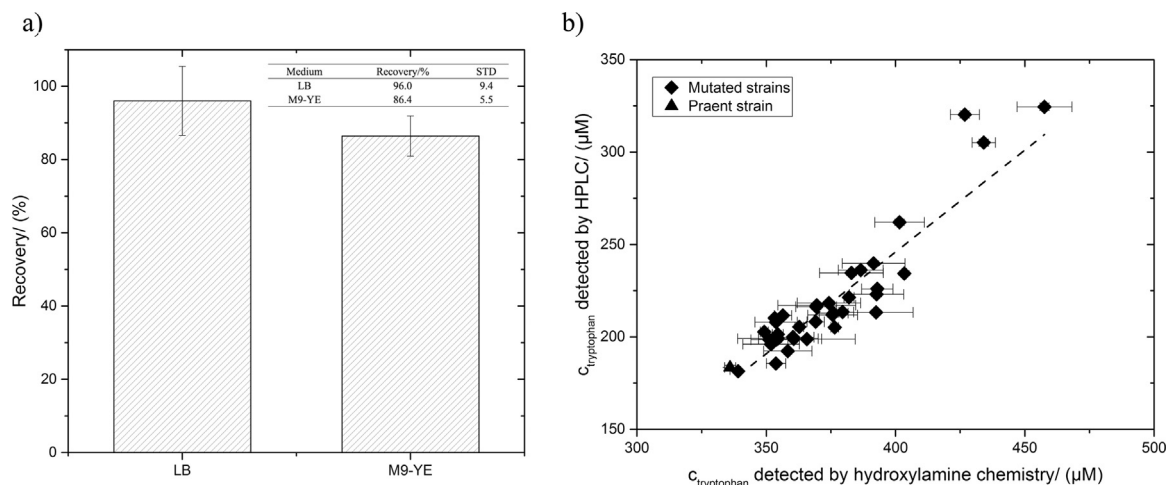 a)
Recovery/ (%)
100
80
60
40
20
0
Medium Recovery/% STD
LB 96.0 9.4
M9-YE 86.4 5.5
LB M9-YE
b)
c_tryptophan detected by HPLC/ (μM)
350
300
250
200
150
Mutated strains
Praent strain
300 350 400 450 500
c_tryptophan detected by hydroxylamine chemistry/ (μM)